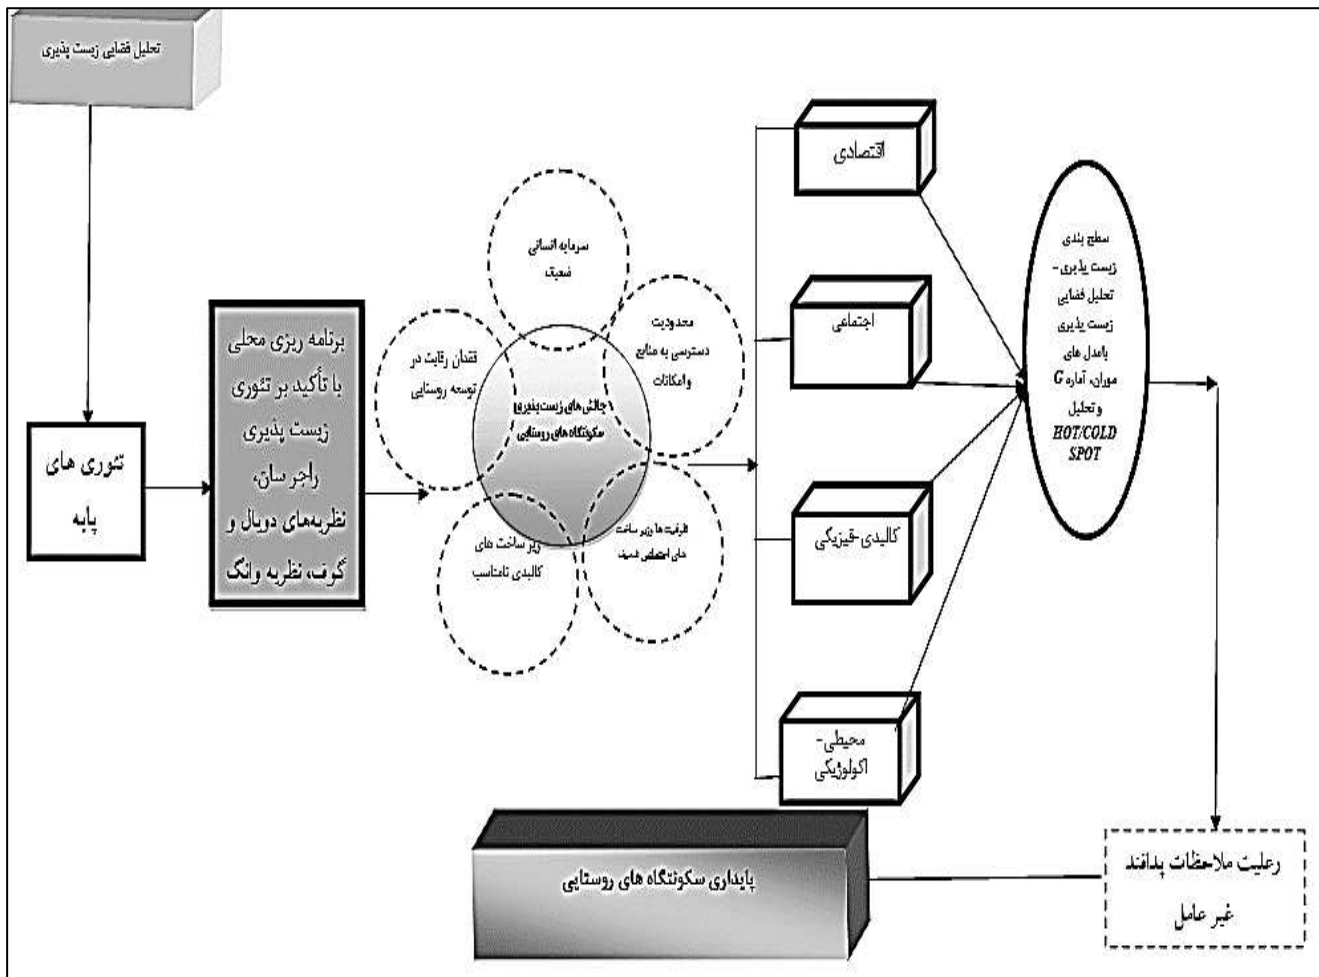 تحلیل فضایی زیست پذیری
تئوری های
پایه
برنامه ریزی محلی
با تأکید بر تئوری
زیست پذیری
راجر سان،
نظریه‌های دوپال و
گوف، نظریه وانگ
سرمایه انسانی
ضعیف
محدودیت
دسترسی به منابع
و امکانات
فقدان رقابت در
توسعه روستایی
چالش‌های زیست‌پذیری
سکونتگاه‌های روستایی
ظرفیت ها و زیر ساخت
های اجتماعی ضعیف
زیر ساخت های
کالبدی نامناسب
اقتصادی
اجتماعی
کالبدی-فیزیکی
محیطی-
اکولوژیکی
سطح بندی
زیست پذیری-
تحلیل فضایی
زیست پذیری
بامدل های
موران، آماره G
و تحلیل
HOT/COLD
SPOT
رعایت ملاحظات پدافند
غیر عامل
پایداری سکونتگاه های روستایی